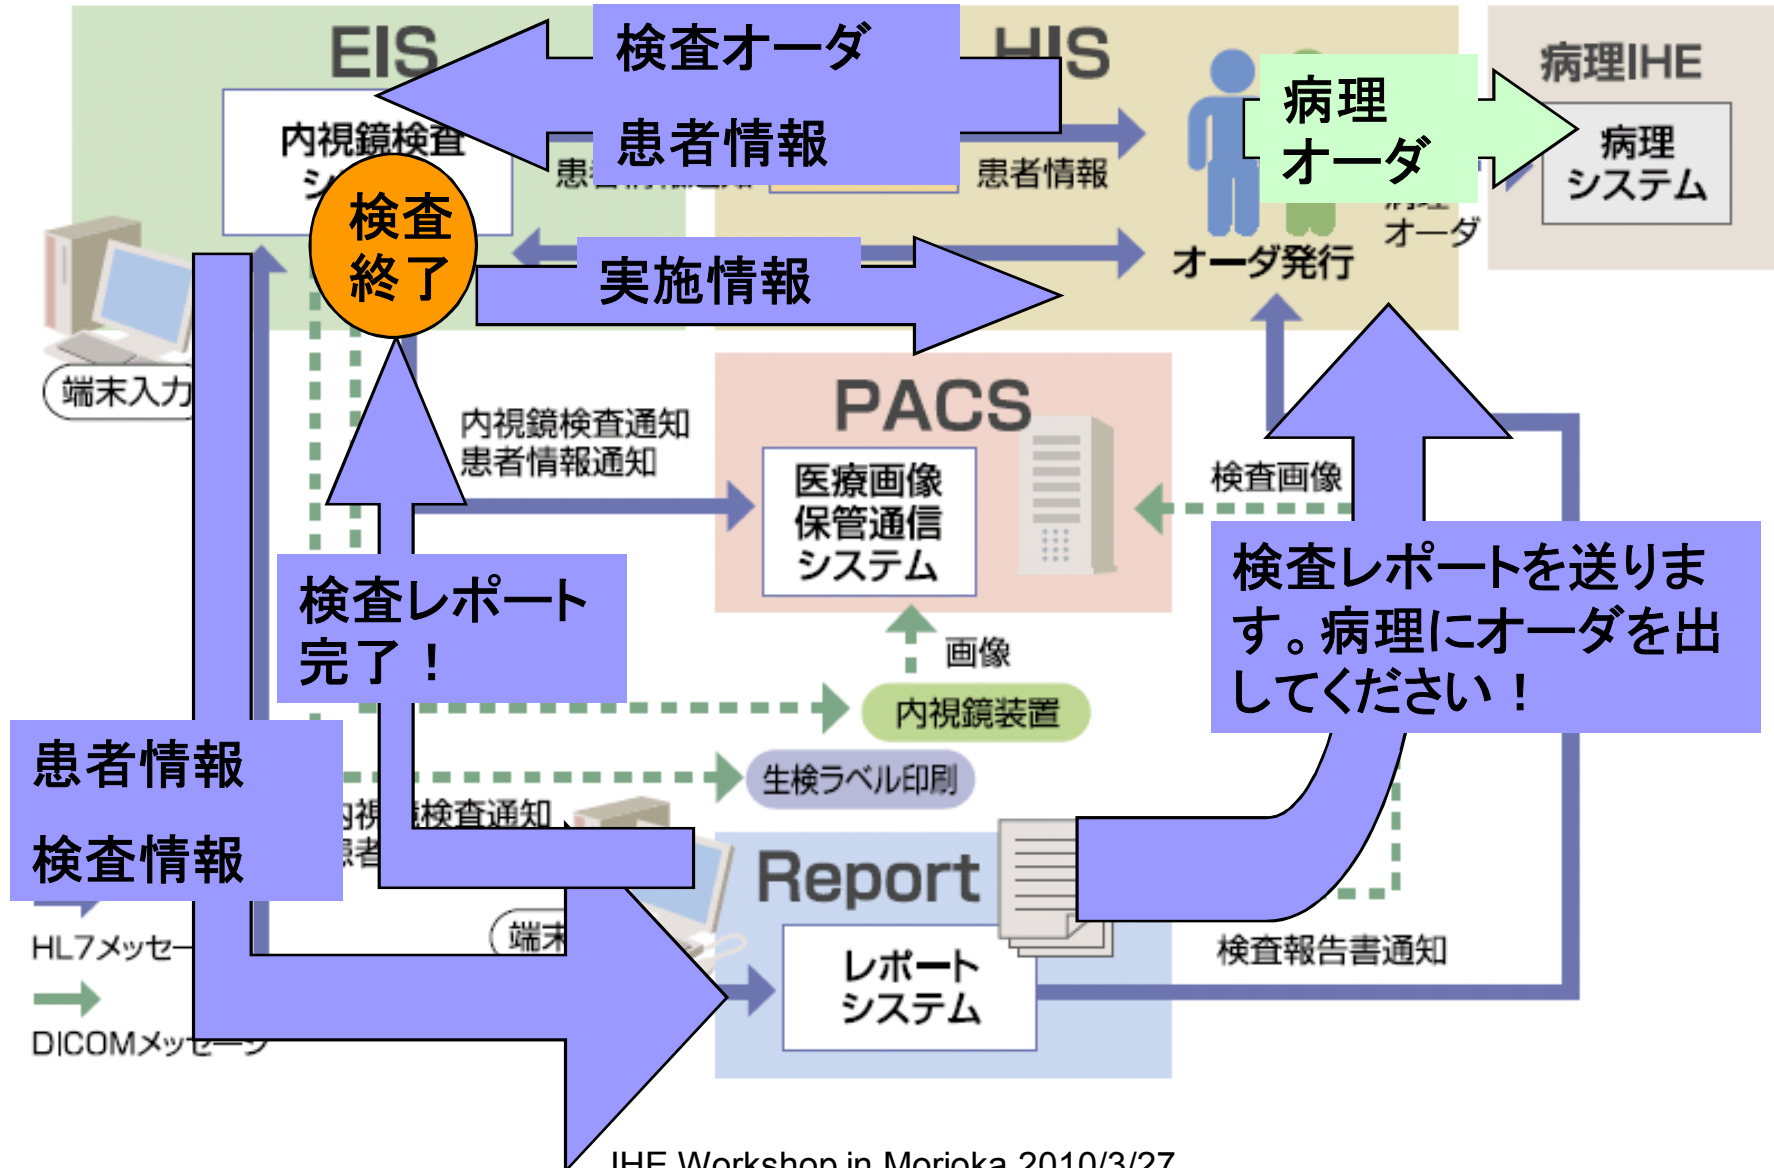 EIS
検査オーダ
患者情報
HIS
病理
オーダ
病理IHE
内視鏡検査
患者情報
病理
システム
オーダ
検査
終了
実施情報
オーダ発行
端末入力
PACS
内視鏡検査通知
患者情報通知
医療画像
保管通信
システム
検査画像
検査レポート
完了！
検査レポートを送りま
す。病理にオーダを出
してください！
画像
内視鏡装置
生検ラベル印刷
患者情報
検査情報
検査通知
Report
端末
レポート
システム
検査報告書通知
HL7メッセー
DICOMメッセージ
IHE Workshop in Morioka 2010/3/27